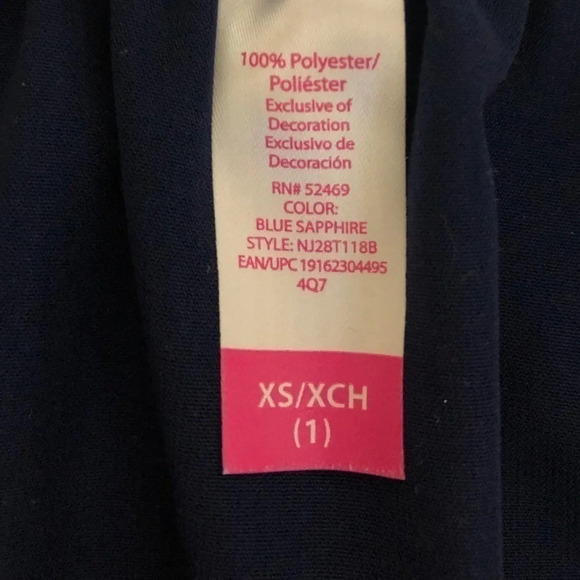 100% Polyester/
Poliéster
Exclusive of
Decoration
Exclusivo de
Decoración
RN# 52469
COLOR:
BLUE SAPPHIRE
STYLE: NJ28T118B
EAN/UPC 19162304495
4Q7
XS/XCH
(1)